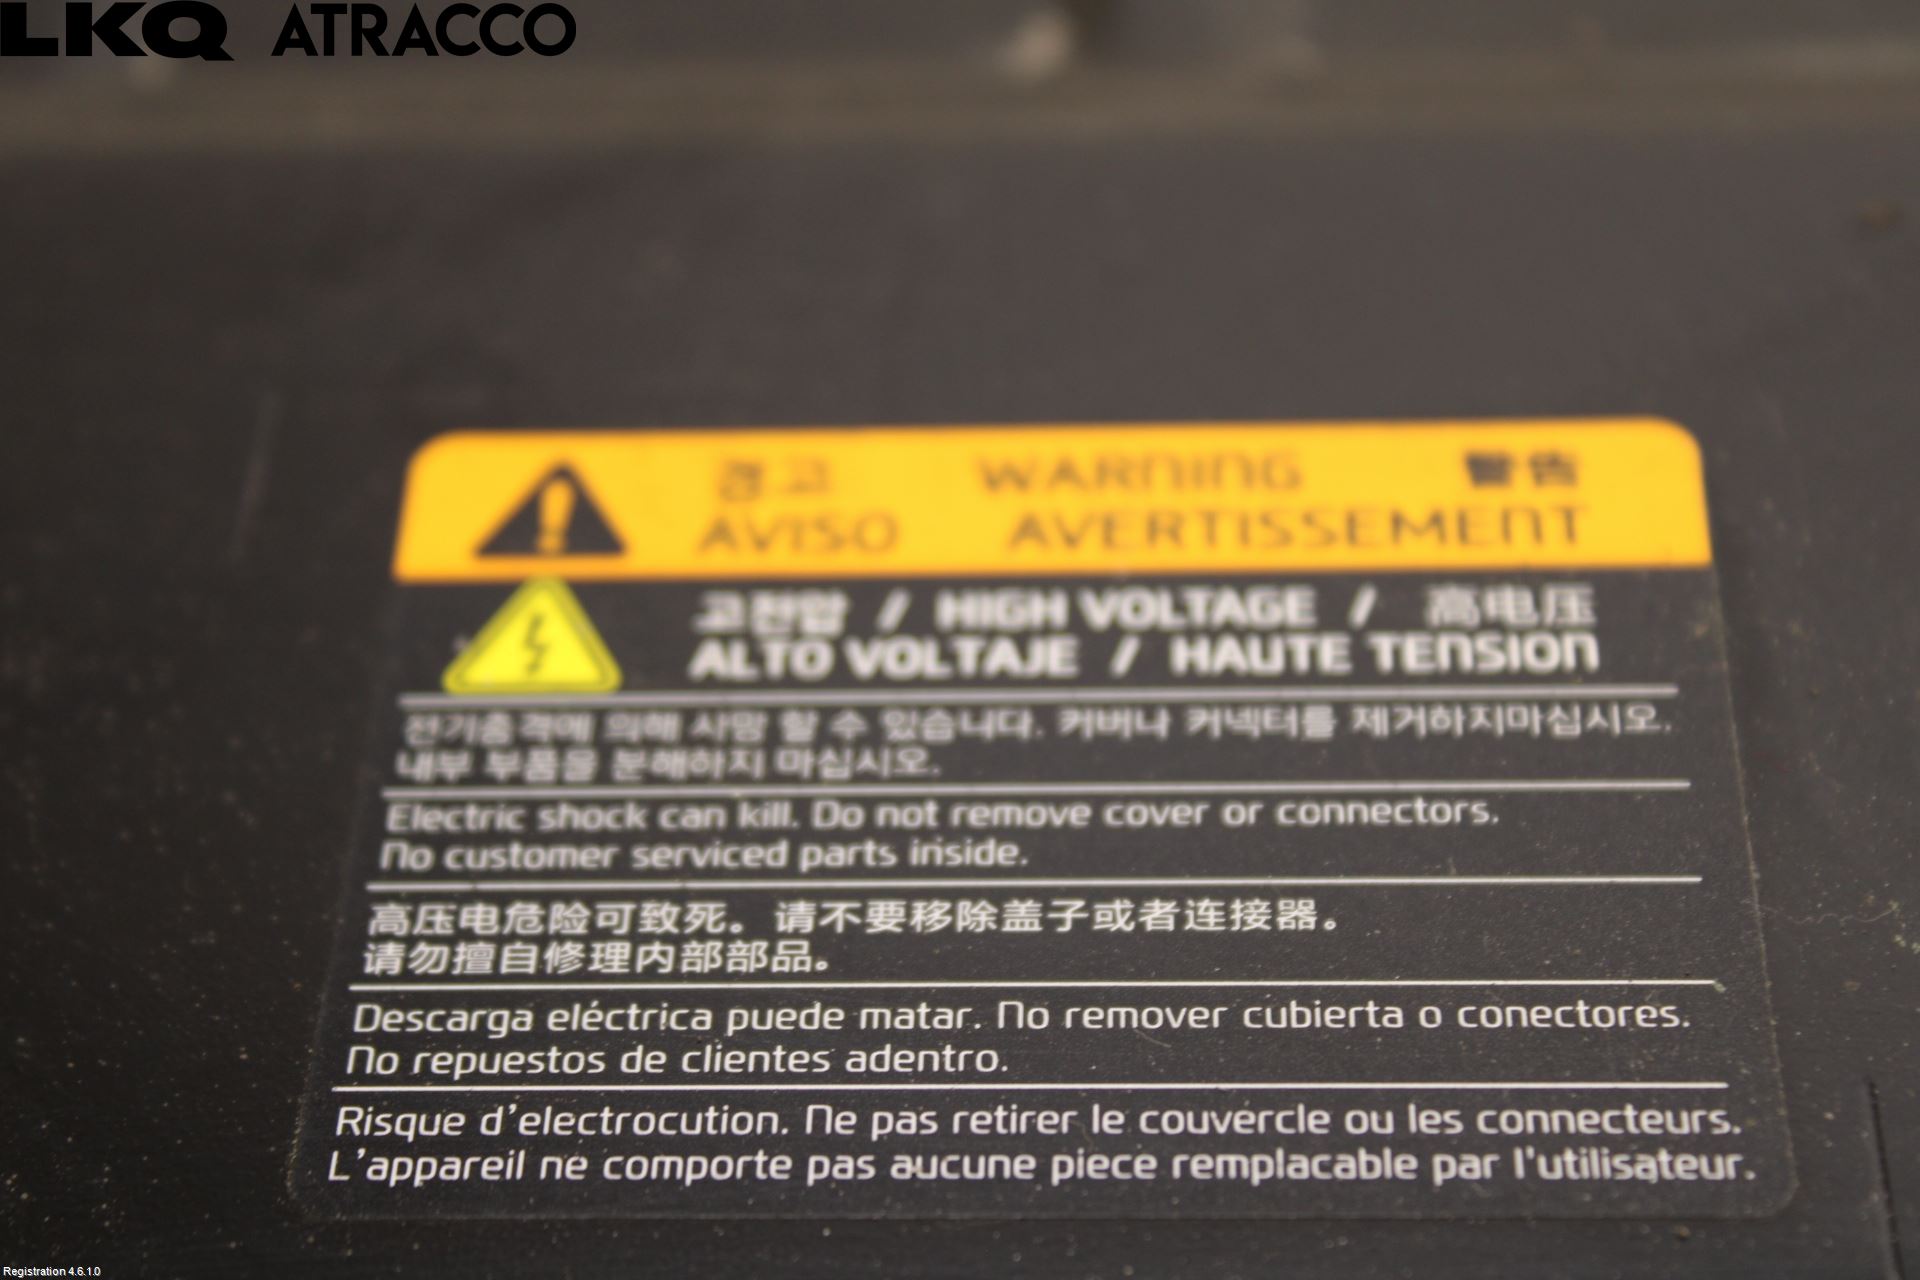 LKQ ATRACCO
경고 WARNING 警告
AVISO AVERTISSEMENT
고전압 / HIGH VOLTAGE / 高电压
ALTO VOLTAJE / HAUTE TENSION
전기충격에 의해 사망 할 수 있습니다. 커버나 커넥터를 제거하지마십시오.
내부 부품을 분해하지 마십시오.
Electric shock can kill. Do not remove cover or connectors.
No customer serviced parts inside.
高压电危险可致死。请不要移除盖子或者连接器。
请勿擅自修理内部部品。
Descarga eléctrica puede matar. No remover cubierta o conectores.
No repuestos de clientes adentro.
Risque d'electrocution. Ne pas retirer le couvercle ou les connecteurs.
L'appareil ne comporte pas aucune piece remplacable par l'utilisateur.
Registration 4.6.1.0